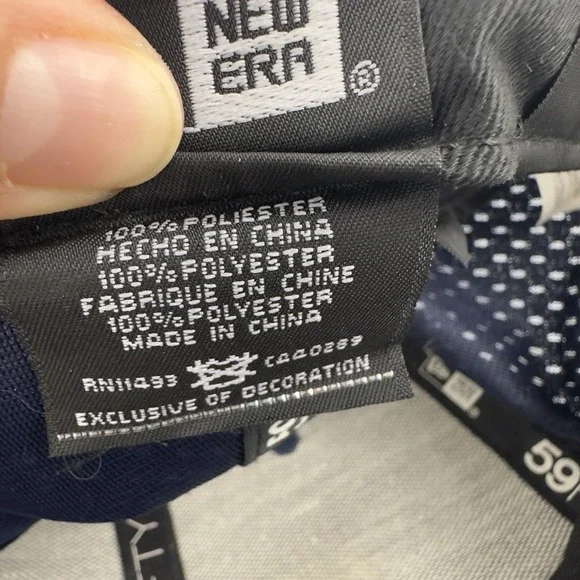 NEW
ERA®
100% POLIESTER
HECHO EN CHINA
100% POLYESTER
FABRIQUE EN CHINE
100% POLYESTER
MADE IN CHINA
RN11493 CA40289
EXCLUSIVE OF DECORATION
59
TY